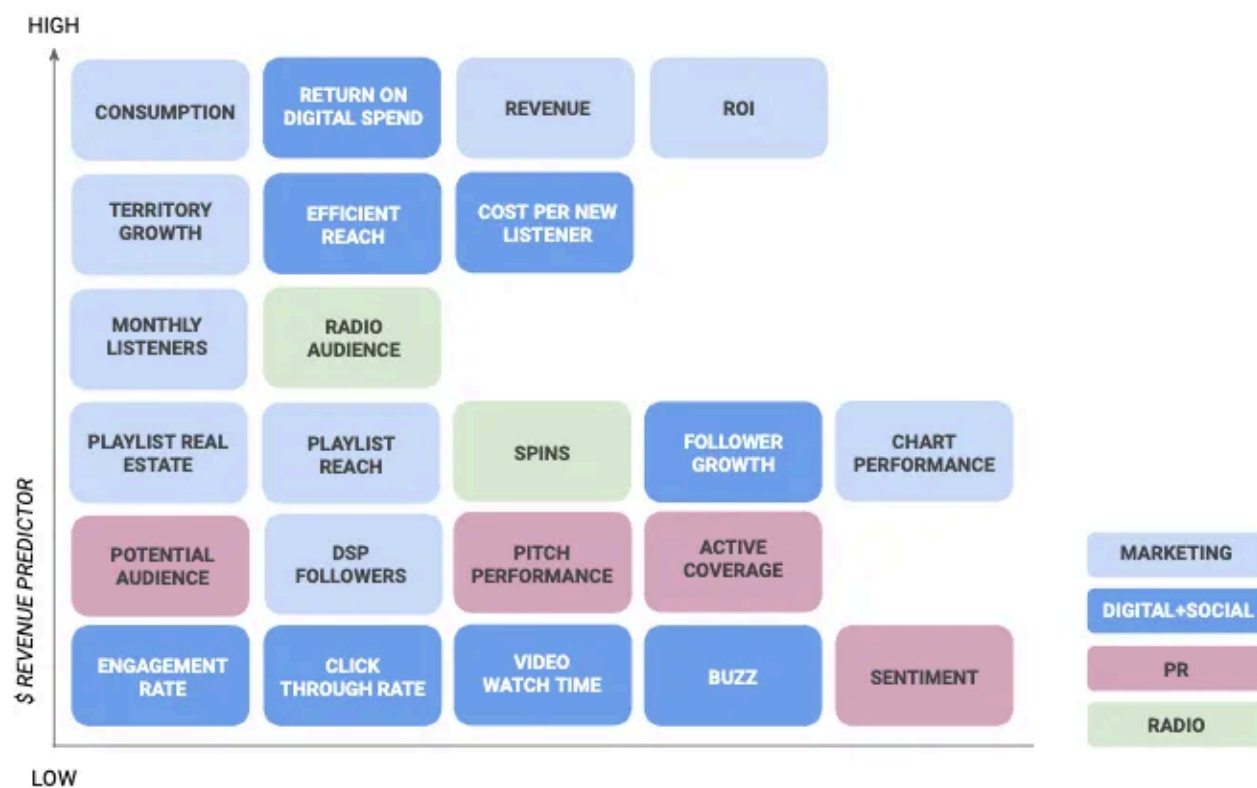 HIGH
CONSUMPTION
RETURN ON
DIGITAL SPEND
REVENUE
ROI
TERRITORY
GROWTH
EFFICIENT
REACH
COST PER NEW
LISTENER
MONTHLY
LISTENERS
RADIO
AUDIENCE
PLAYLIST REAL
ESTATE
PLAYLIST
REACH
SPINS
FOLLOWER
GROWTH
CHART
PERFORMANCE
POTENTIAL
AUDIENCE
DSP
FOLLOWERS
PITCH
PERFORMANCE
ACTIVE
COVERAGE
ENGAGEMENT
RATE
CLICK
THROUGH RATE
VIDEO
WATCH TIME
BUZZ
SENTIMENT
$ REVENUE PREDICTOR
LOW
MARKETING
DIGITAL+SOCIAL
PR
RADIO